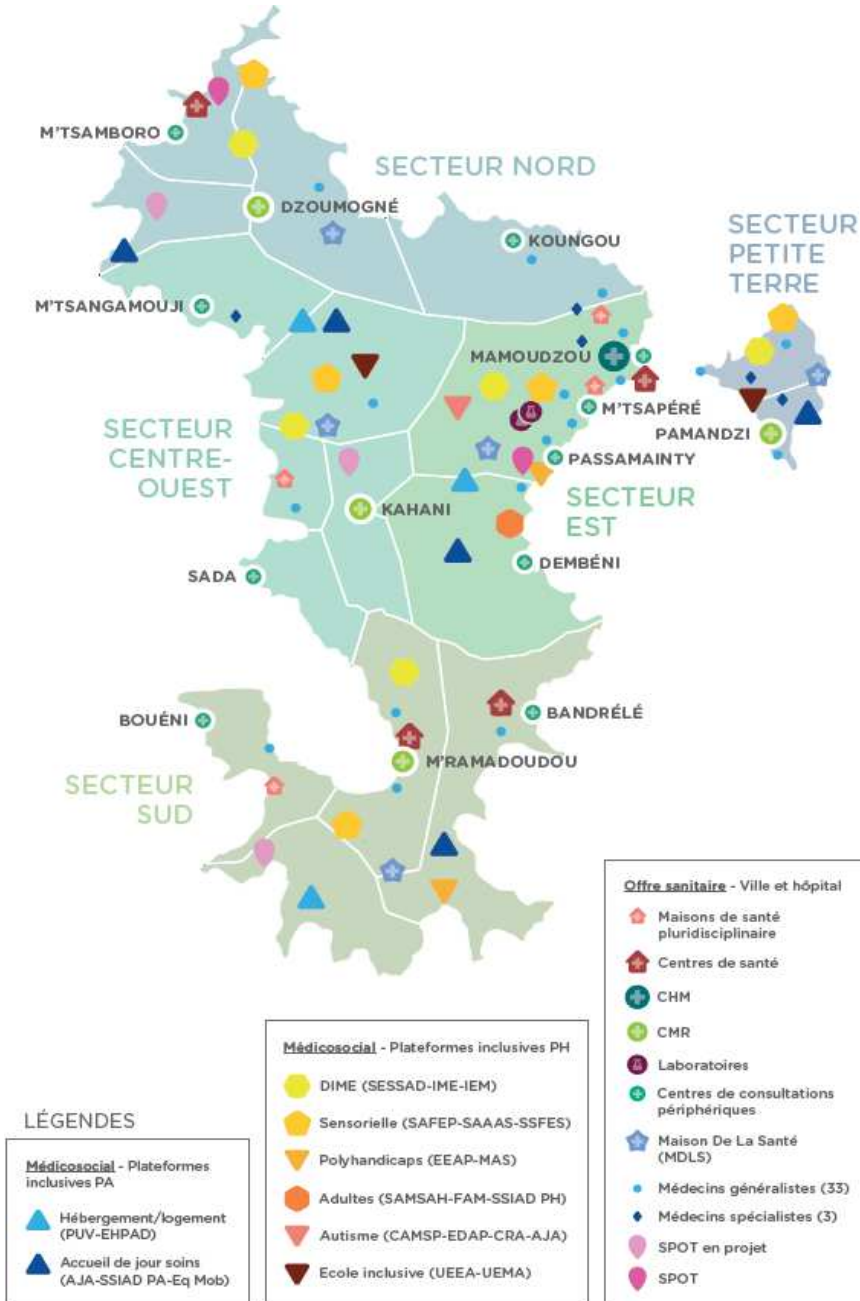 M'TSAMBORO
SECTEUR NORD
DZOUMOGNÉ
KOUNGOU
SECTEUR
PETITE
TERRE
M'TSANGAMOUJI
MAMOUDZOU
M'TSAPÉRÉ
PAMANDZI
SECTEUR
CENTRE-
OUEST
PASSAMAINTY
KAHANI
SECTEUR
EST
SADA
DEMBÉNI
BOUÉNI
BANDRÉLÉ
M'RAMADOUDOU
SECTEUR
SUD
LÉGENDES
Médicosocial - Plateformes
inclusives PA
Hébergement/logement
(PUV-EHPAD)
Accueil de jour soins
(AJA-SSIAD PA-Eq Mob)
Médicosocial - Plateformes inclusives PH
DIME (SESSAD-IME-IEM)
Sensorielle (SAFEP-SAAAS-SSFES)
Polyhandicaps (EEAP-MAS)
Adultes (SAMSAH-FAM-SSIAD PH)
Autisme (CAMSP-EDAP-CRA-AJA)
Ecole inclusive (UEEA-UEMA)
Offre sanitaire - Ville et hôpital
Maisons de santé
pluridisciplinaire
Centres de santé
CHM
CMR
Laboratoires
Centres de consultations
périphériques
Maison De La Santé
(MDLS)
Médecins généralistes (33)
Médecins spécialistes (3)
SPOT en projet
SPOT